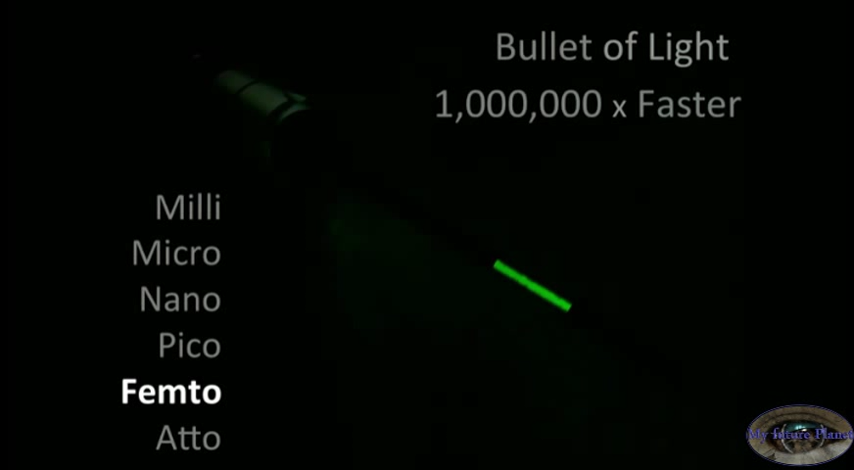 Bullet of Light
1,000,000 x Faster
Milli
Micro
Nano
Pico
Femto
Atto
My future Planet